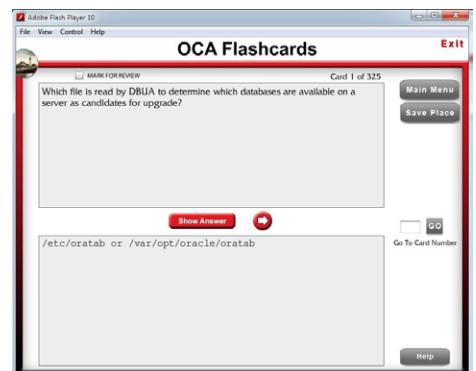 Adobe Flash Player 10
File View Control Help
OCA Flashcards
Exit
MARK FOR REVIEW
Card 1 of 325
Which file is read by DBUA to determine which databases are available on a
server as candidates for upgrade?
Main Menu
Save Place
Show Answer
GO
Go To Card Number
/etc/oratab or /var/opt/oracle/oratab
Help